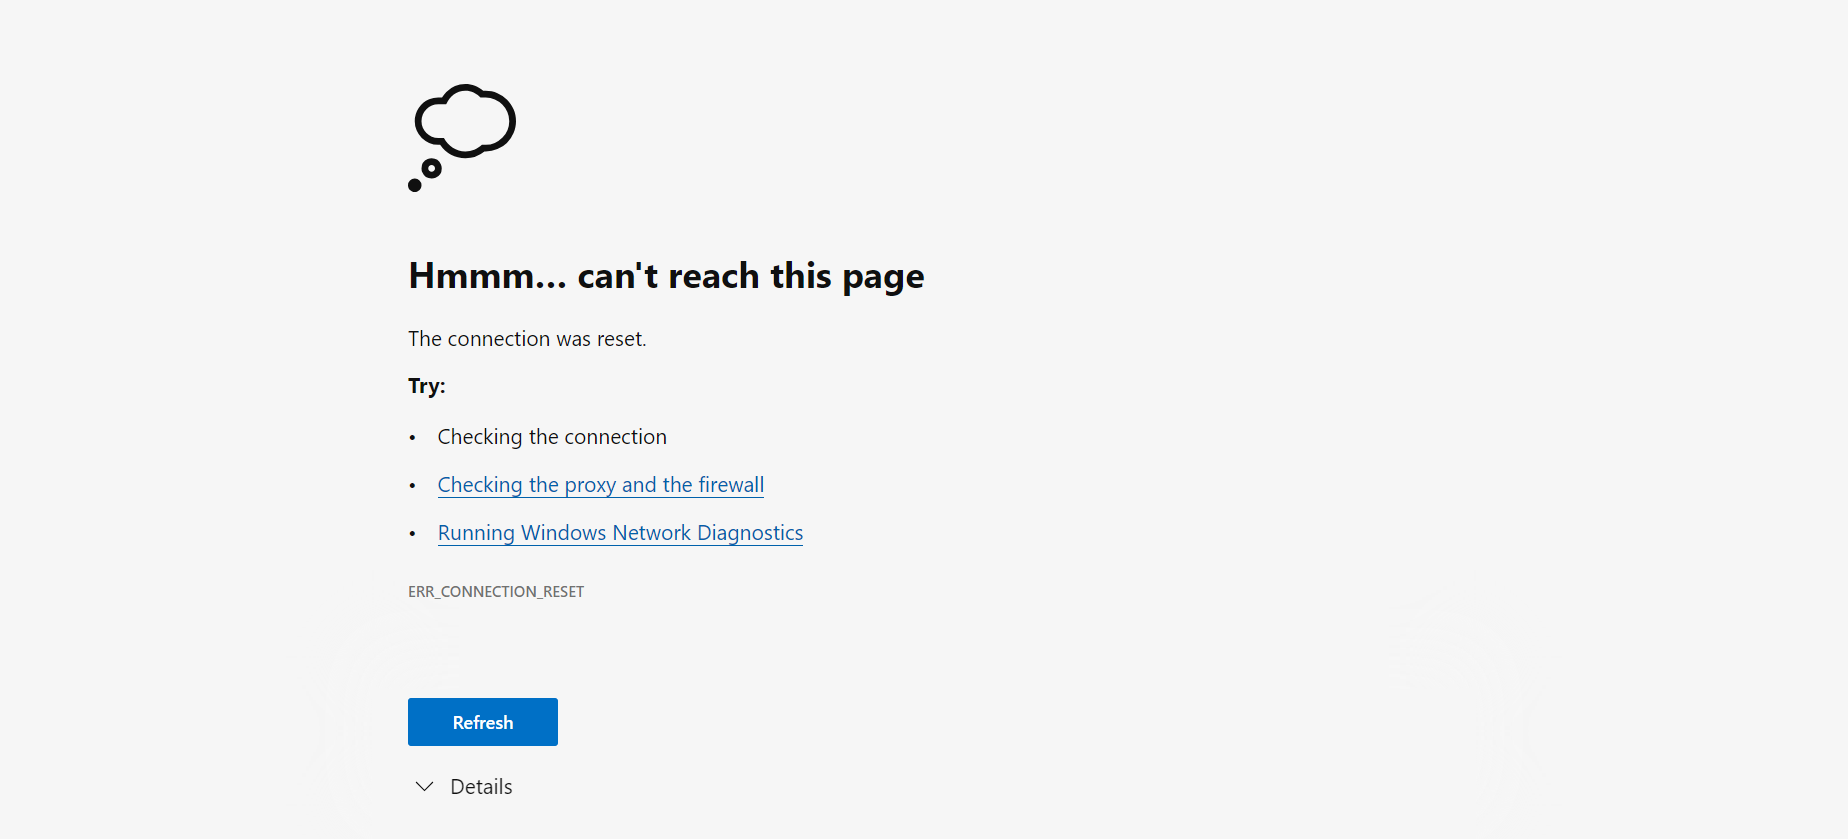 Hmmm... can't reach this page
The connection was reset.
Try:
• Checking the connection
• Checking the proxy and the firewall
• Running Windows Network Diagnostics
ERR_CONNECTION_RESET
Refresh
Details